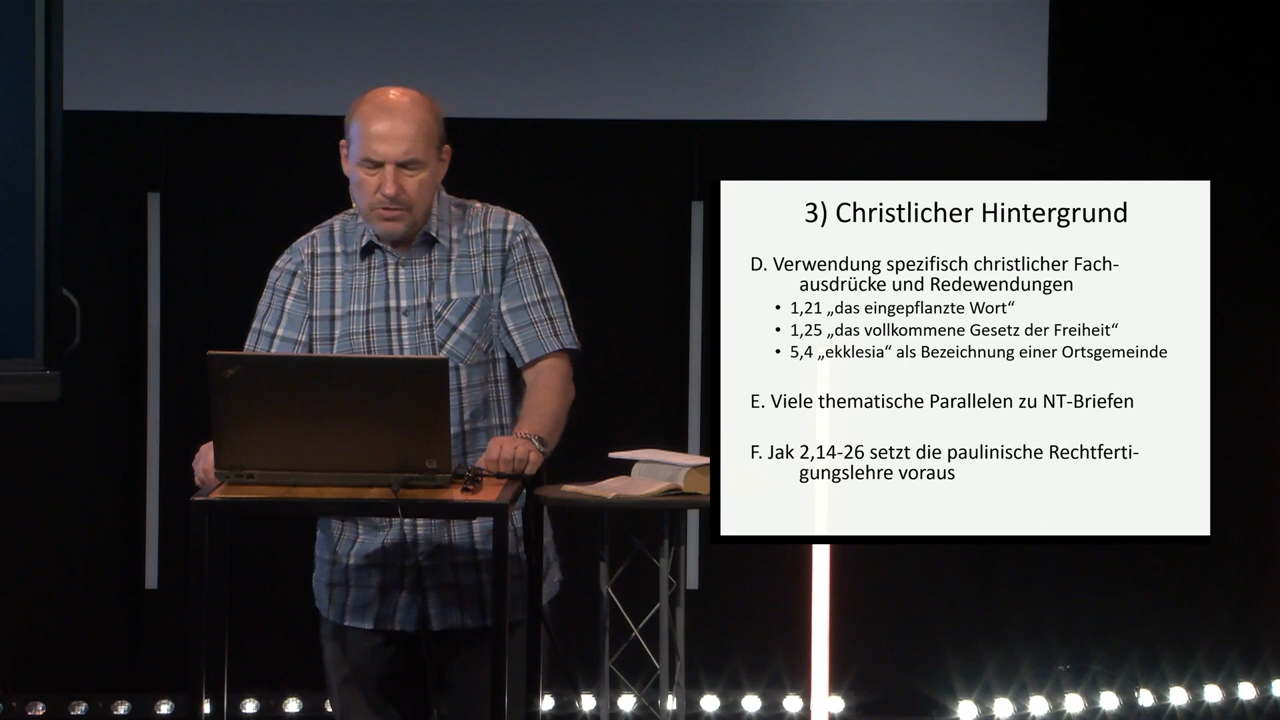 3) Christlicher Hintergrund
D. Verwendung spezifisch christlicher Fach-
ausdrücke und Redewendungen
• 1,21 „das eingepflanzte Wort“
• 1,25 „das vollkommene Gesetz der Freiheit“
• 5,4 „ekklesia“ als Bezeichnung einer Ortsgemeinde
E. Viele thematische Parallelen zu NT-Briefen
F. Jak 2,14-26 setzt die paulinische Rechtferti-
gungslehre voraus